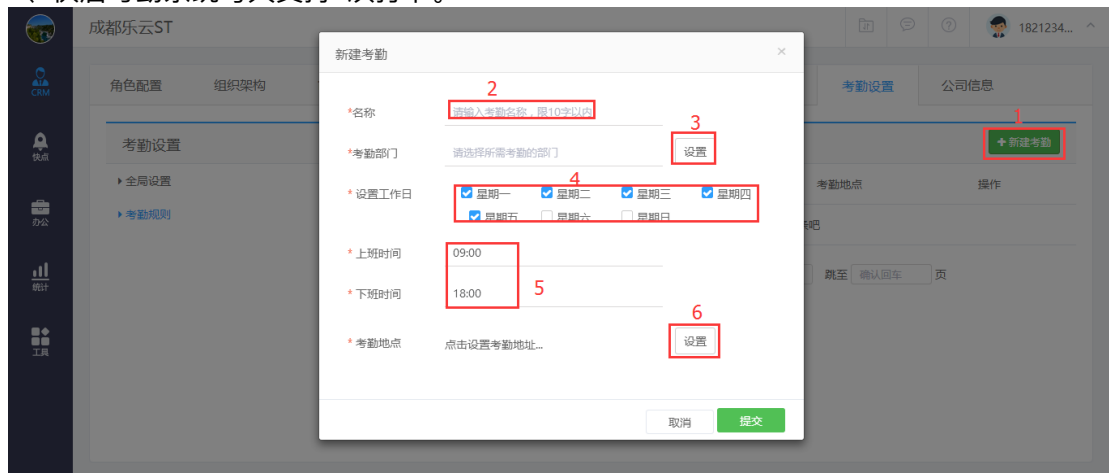 成都乐云ST
1821234...
新建考勤
CRM
角色配置
组织架构
考勤设置
公司信息
2
1
*名称
请输入考勤名称，限10字以内
3
快点
考勤设置
+新建考勤
*考勤部门
请选择所需考勤的部门
设置
全局设置
4
* 设置工作日
星期一
星期二
星期三
星期四
考勤地点
操作
办公
考勤规则
星期五
星期六
星期日
吧
* 上班时间
09:00
跳至
确认回车
页
统计
* 下班时间
18:00
5
6
工具
* 考勤地点
点击设置考勤地址...
设置
取消
提交